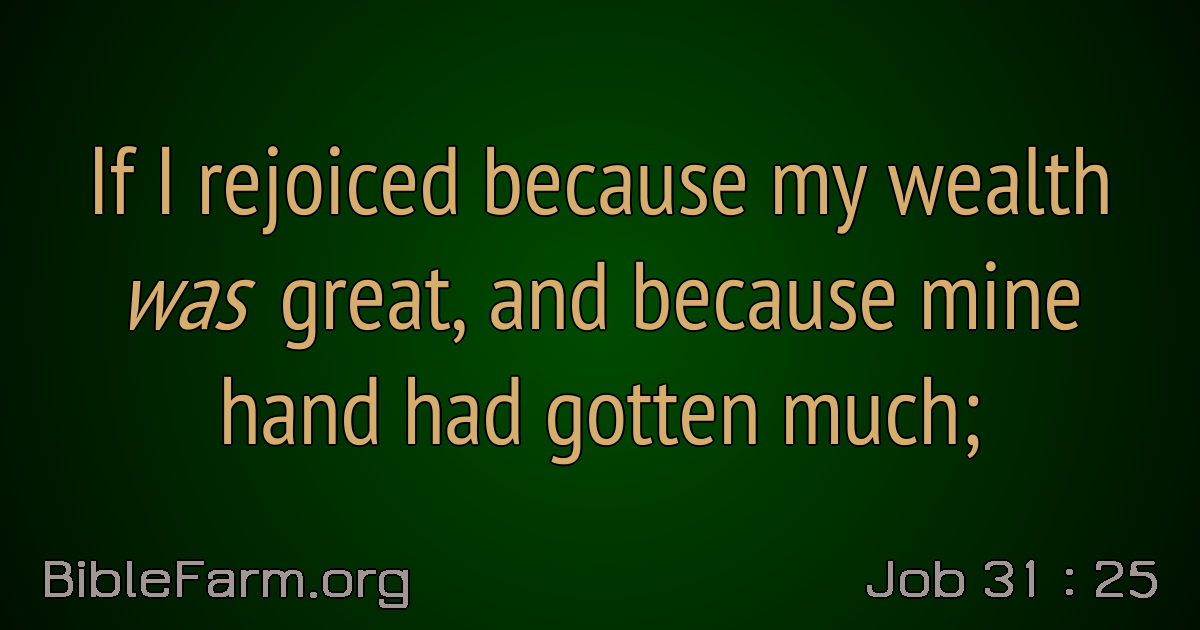 If I rejoiced because my wealth
was great, and because mine
hand had gotten much;
BibleFarm.org
Job 31 : 25